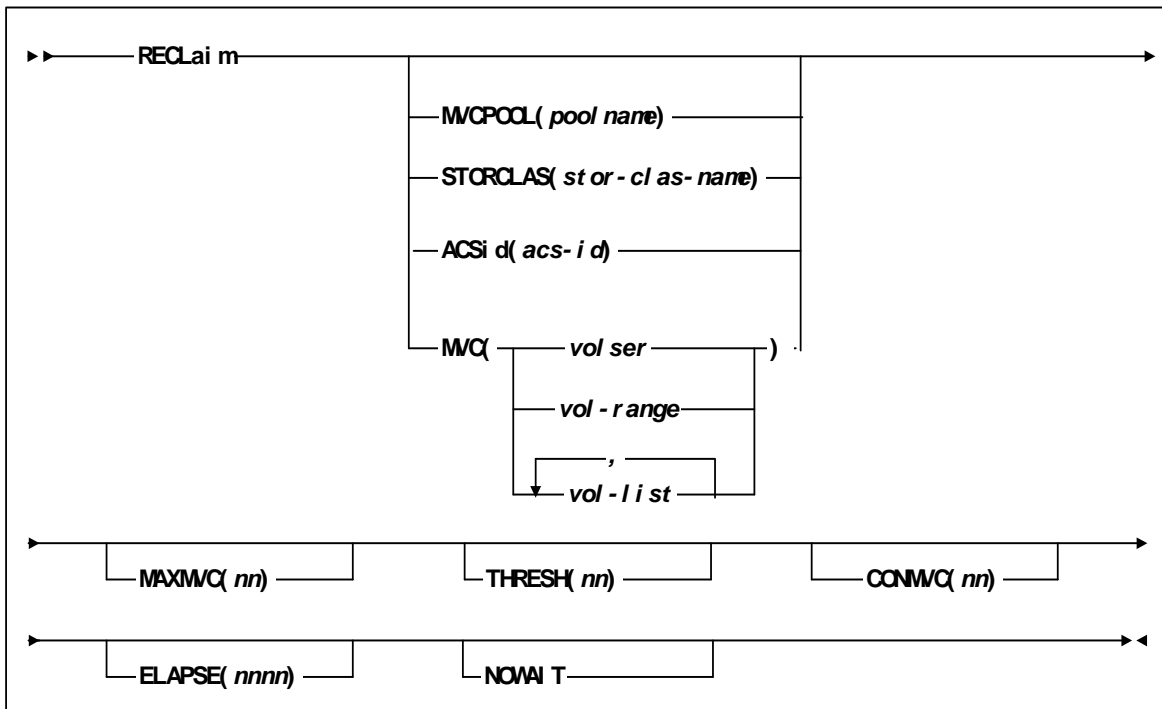 RECLaim
MVCPOOL(pool name)
STORCLAS(stor-clas-name)
ACSid(acs-id)
MVC( volser )
vol-range
,
vol-list
MAXMVC(nn) THRESH(nn) CONMVC(nn)
ELAPSE(nnnn) NOWAIT